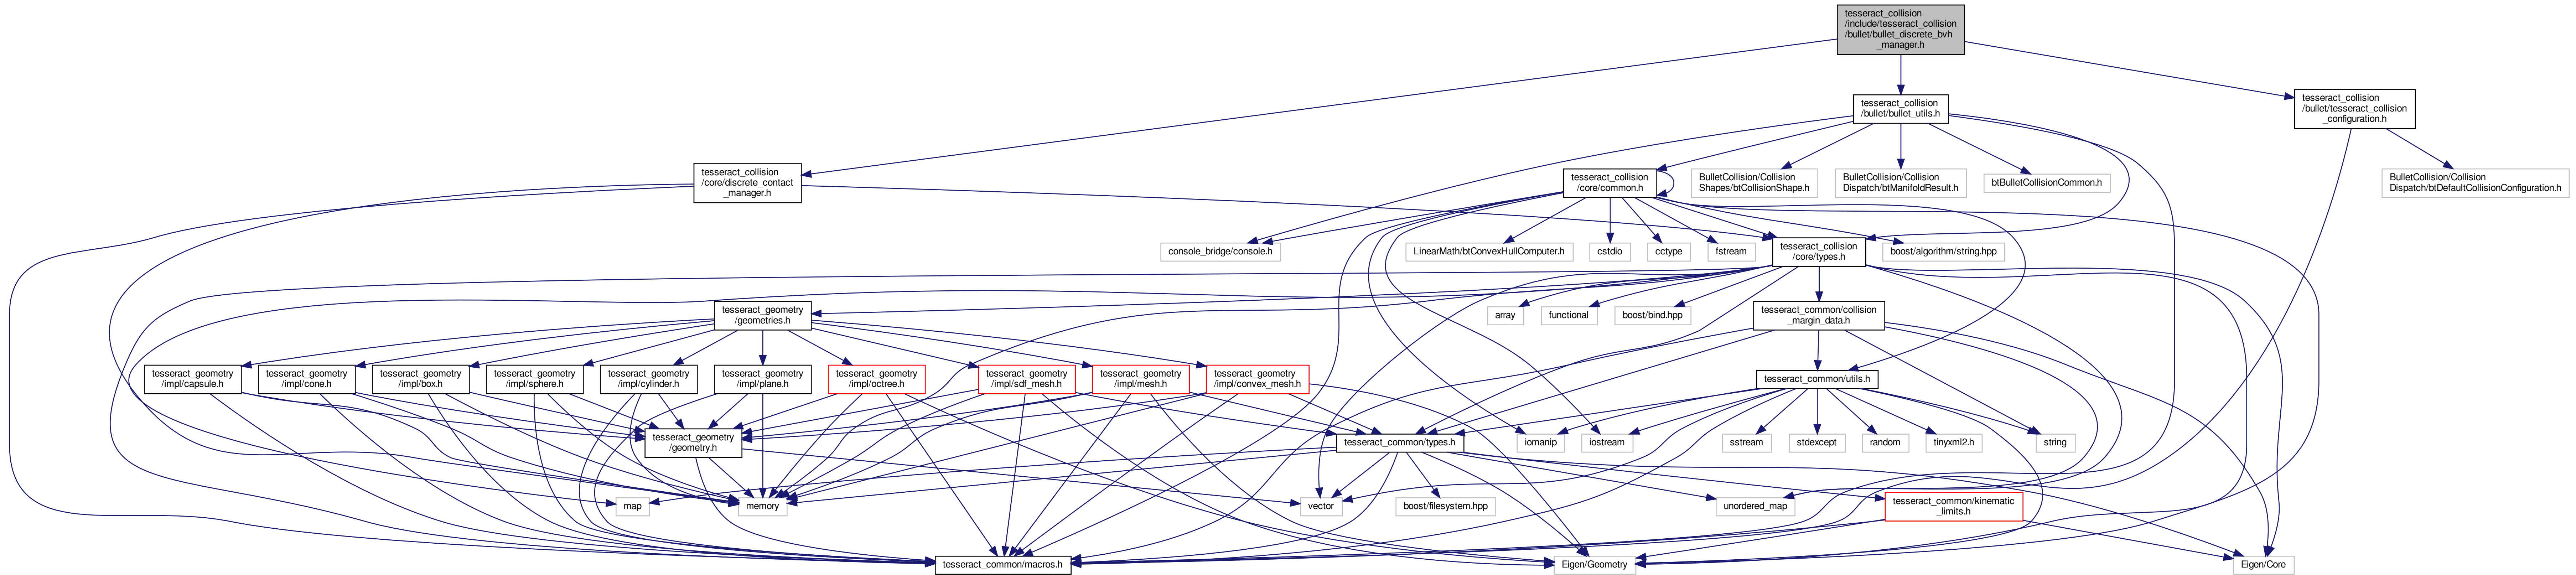 tesseract_collision
/include/tesseract_collision
/bullet/bullet_discrete_bvh
_manager.h
tesseract_collision
/bullet/bullet_utils.h
tesseract_collision
/bullet/tesseract_collision
_configuration.h
tesseract_collision
/core/discrete_contact
_manager.h
tesseract_collision
/core/common.h
BulletCollision/Collision
Shapes/btCollisionShape.h
BulletCollision/Collision
Dispatch/btManifoldResult.h
btBulletCollisionCommon.h
BulletCollision/Collision
Dispatch/btDefaultCollisionConfiguration.h
console_bridge/console.h
LinearMath/btConvexHullComputer.h
cstdio
cctype
fstream
tesseract_collision
/core/types.h
boost/algorithm/string.hpp
tesseract_geometry
/geometries.h
array
functional
boost/bind.hpp
tesseract_common/collision
_margin_data.h
tesseract_geometry
/impl/capsule.h
tesseract_geometry
/impl/cone.h
tesseract_geometry
/impl/box.h
tesseract_geometry
/impl/sphere.h
tesseract_geometry
/impl/cylinder.h
tesseract_geometry
/impl/plane.h
tesseract_geometry
/impl/octree.h
tesseract_geometry
/impl/sdf_mesh.h
tesseract_geometry
/impl/mesh.h
tesseract_geometry
/impl/convex_mesh.h
tesseract_common/utils.h
tesseract_geometry
/geometry.h
tesseract_common/types.h
iomanip
iostream
sstream
stdexcept
random
tinyxml2.h
string
map
memory
vector
boost/filesystem.hpp
unordered_map
tesseract_common/kinematic
_limits.h
tesseract_common/macros.h
Eigen/Geometry
Eigen/Core